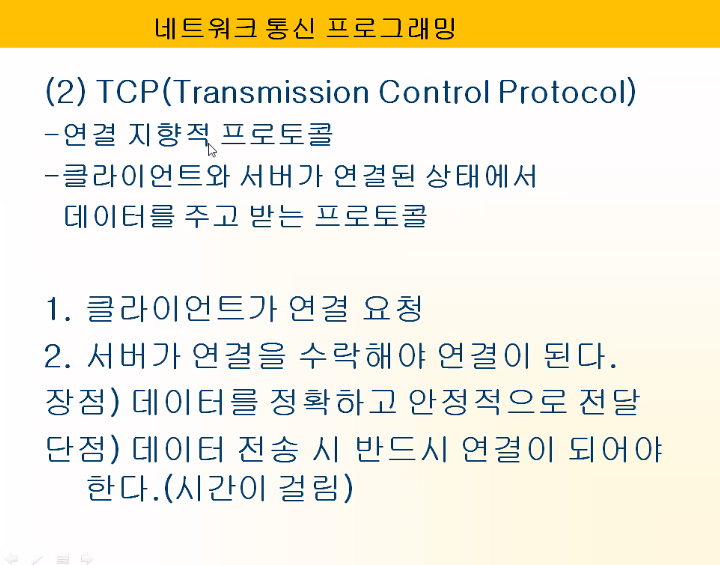 네트워크 통신 프로그래밍
(2) TCP(Transmission Control Protocol)
-연결 지향적 프로토콜
-클라이언트와 서버가 연결된 상태에서
데이터를 주고 받는 프로토콜
1. 클라이언트가 연결 요청
2. 서버가 연결을 수락해야 연결이 된다.
장점) 데이터를 정확하고 안정적으로 전달
단점) 데이터 전송 시 반드시 연결이 되어야
한다.(시간이 걸림)